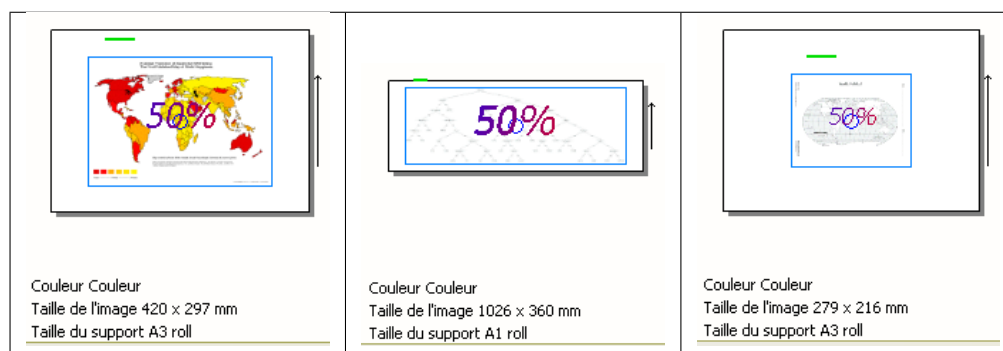 50%
Couleur Couleur
Taille de l'image 420 x 297 mm
Taille du support A3 roll
50%
Couleur Couleur
Taille de l'image 1026 x 360 mm
Taille du support A1 roll
50%
Couleur Couleur
Taille de l'image 279 x 216 mm
Taille du support A3 roll